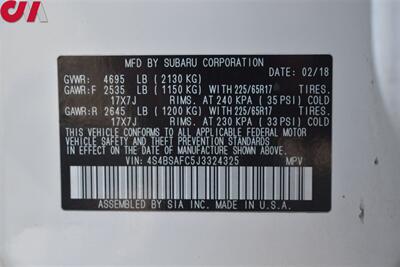 CIA
MFD BY SUBARU CORPORATION
DATE: 02/18
GVWR: 4695 LB (2130 KG)
GAWR:F 2535 LB (1150 KG) WITH 225/65R17 TIRES.
17X7J RIMS. AT 240 KPA ( 35 PSI) COLD
GAWR:R 2645 LB (1200 KG) WITH 225/65R17 TIRES.
17X7J RIMS. AT 230 KPA ( 33 PSI) COLD
THIS VEHICLE CONFORMS TO ALL APPLICABLE
FEDERAL MOTOR VEHICLE SAFETY STANDARDS IN
EFFECT ON THE DATE OF MANUFACTURE SHOWN ABOVE.
VIN: 4S4BSAFC5J3324325 MPV
ASSEMBLED BY SIA INC. MADE IN U.S.A.